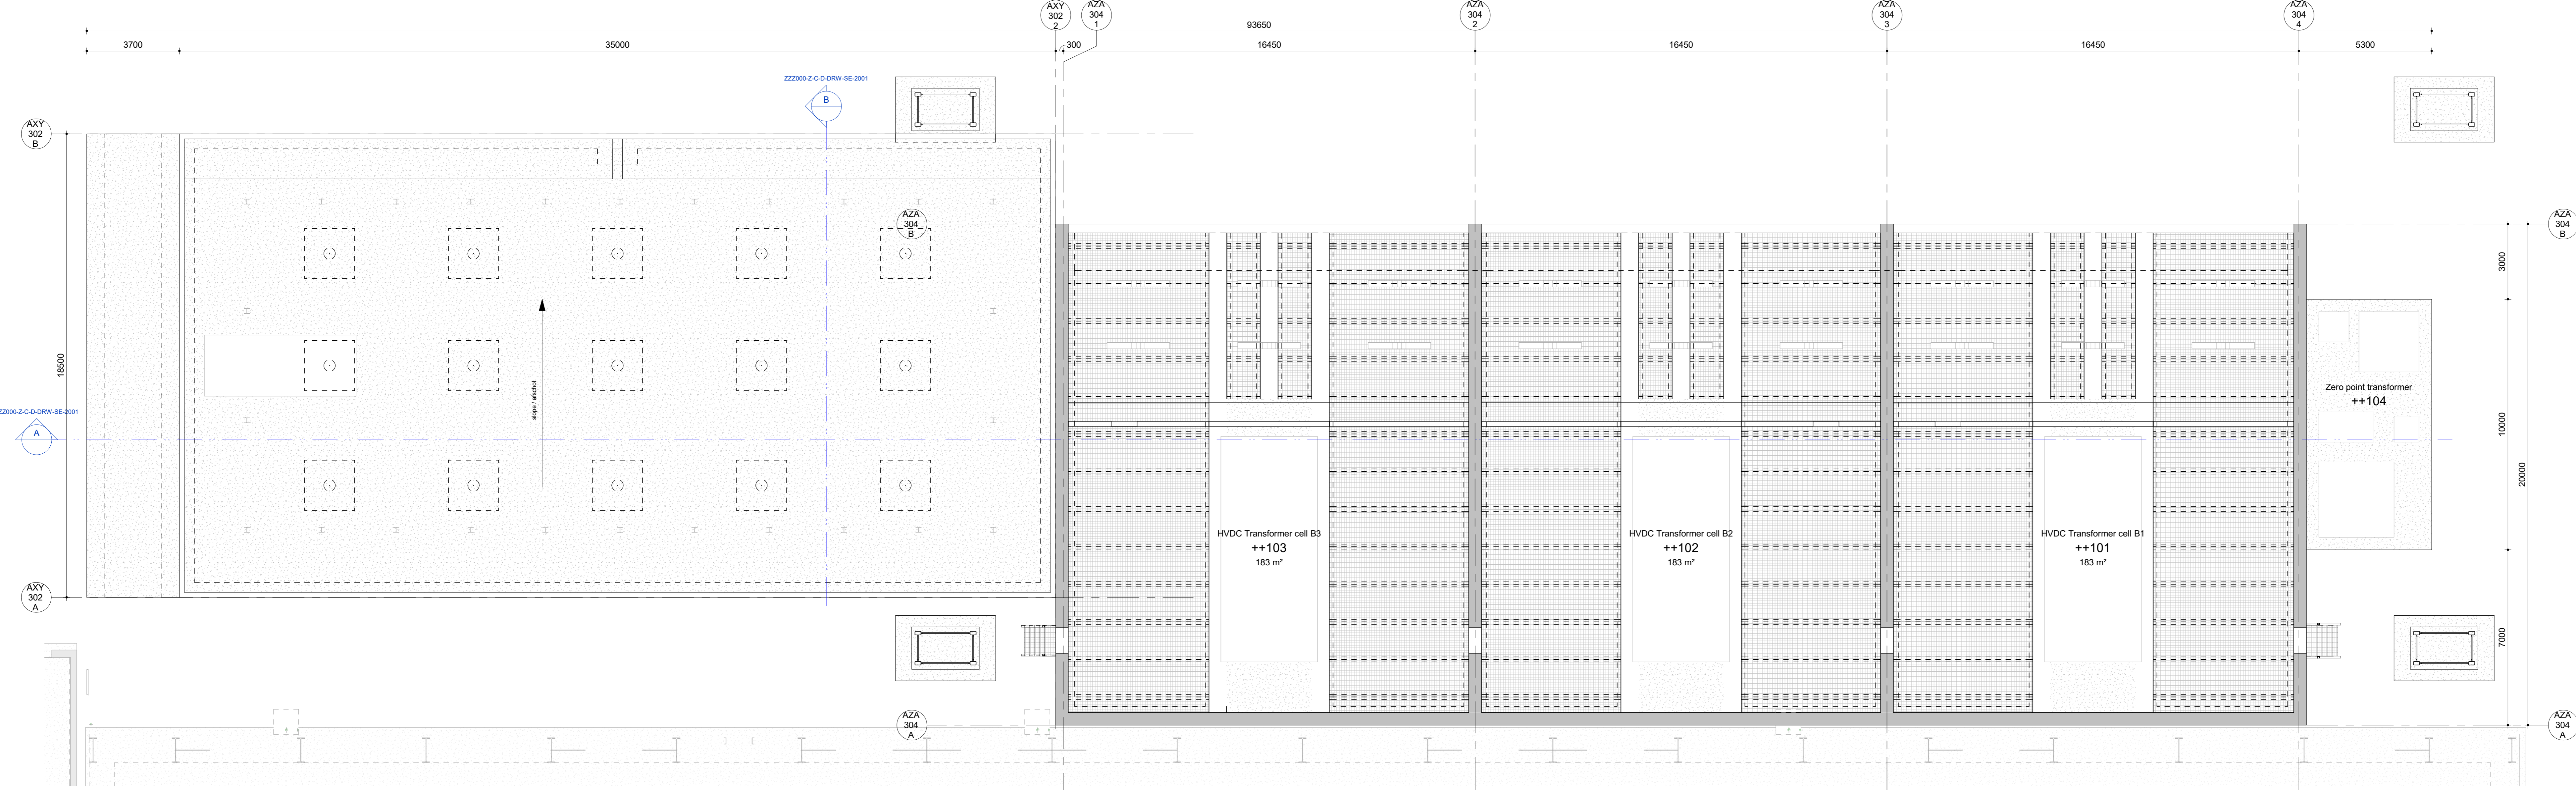 AXY
302
2
AZA
304
1
AZA
304
2
AZA
304
3
AZA
304
4
93650
3700
35000
300
16450
16450
16450
5300
ZZZ000-Z-C-D-DRW-SE-2001
B
AXY
302
B
AZA
304
B
AZA
304
B
3000
18500
slope / afschot
Zero point transformer
++104
ZZ000-Z-C-D-DRW-SE-2001
A
10000
20000
HVDC Transformer cell B3
++103
183 m²
HVDC Transformer cell B2
++102
183 m²
HVDC Transformer cell B1
++101
183 m²
AXY
302
A
7000
AZA
304
A
AZA
304
A